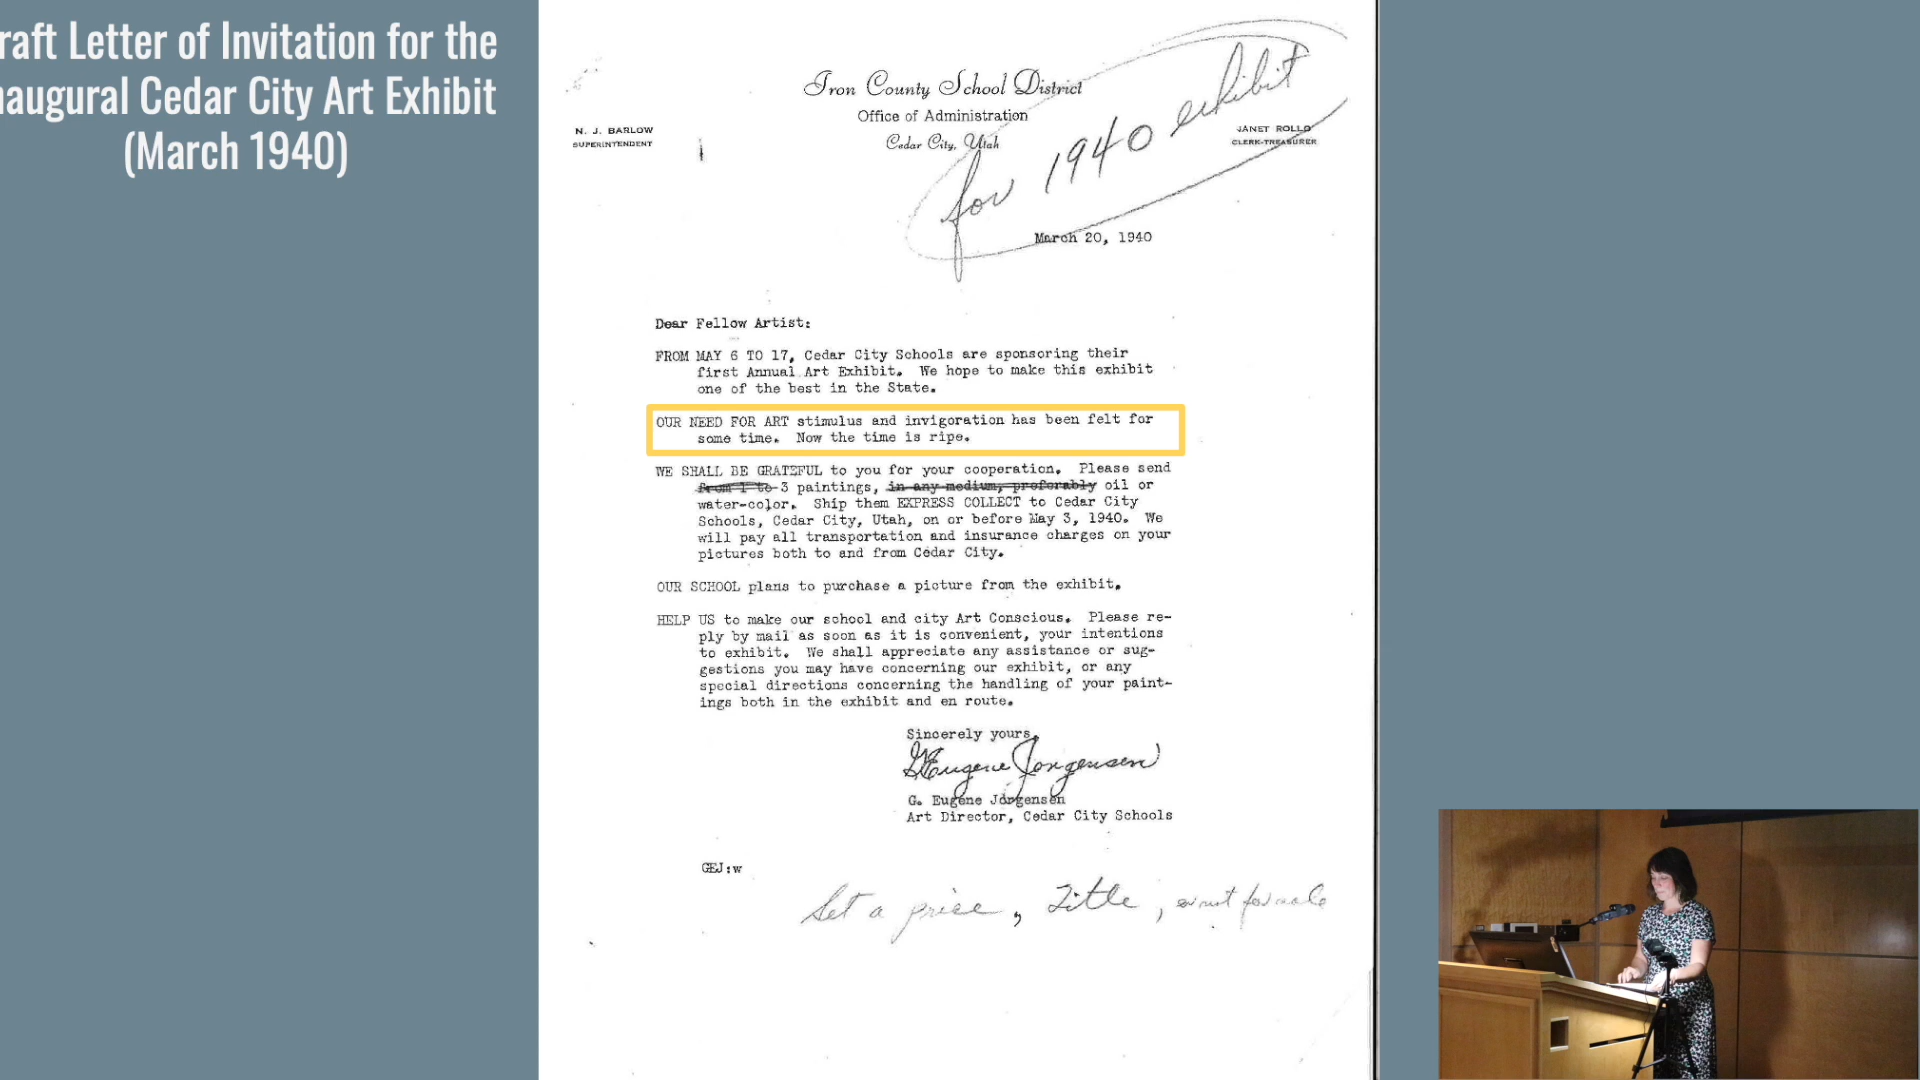 raft Letter of Invitation for the
naugural Cedar City Art Exhibit
(March 1940)
Iron County School District
Office of Administration
Cedar City, Utah
N. J. BARLOW
SUPERINTENDENT
JANET ROLLO
CLERK-TREASURER
for 1940 exhibit
March 20, 1940
Dear Fellow Artist:
FROM MAY 6 TO 17, Cedar City Schools are sponsoring their
first Annual Art Exhibit. We hope to make this exhibit
one of the best in the State.
OUR NEED FOR ART stimulus and invigoration has been felt for
some time. Now the time is ripe.
WE SHALL BE GRATEFUL to you for your cooperation. Please send
from 1 to 3 paintings, in any medium, preferably oil or
water-color. Ship them EXPRESS COLLECT to Cedar City
Schools, Cedar City, Utah, on or before May 3, 1940. We
will pay all transportation and insurance charges on your
pictures both to and from Cedar City.
OUR SCHOOL plans to purchase a picture from the exhibit.
HELP US to make our school and city Art Conscious. Please re-
ply by mail as soon as it is convenient, your intentions
to exhibit. We shall appreciate any assistance or sug-
gestions you may have concerning our exhibit, or any
special directions concerning the handling of your paint-
ings both in the exhibit and en route.
Sincerely yours,
G Eugene Jorgensen
G. Eugene Jorgensen
Art Director, Cedar City Schools
GEJ:w
Set a price, Title, or not for sale